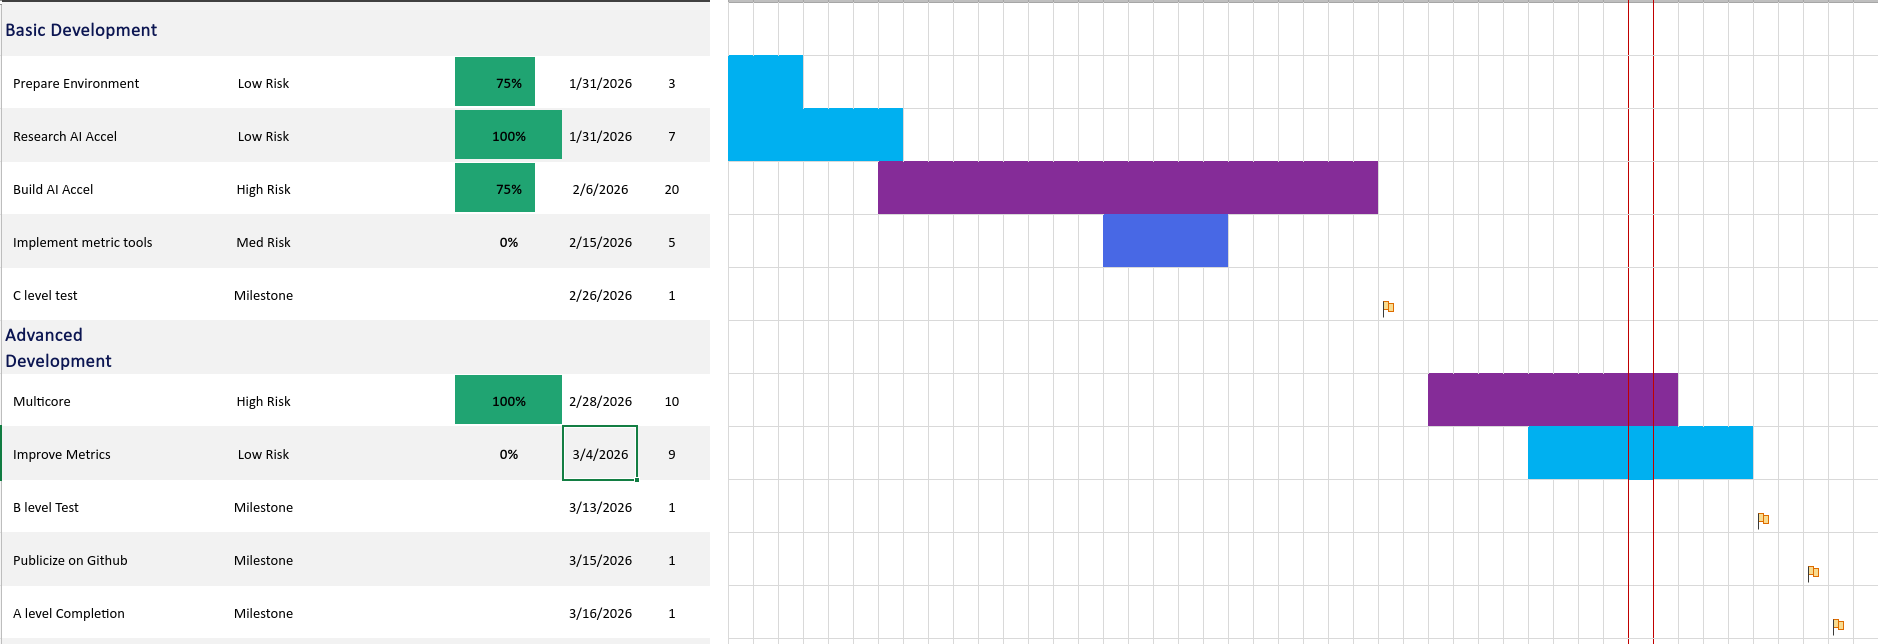 Basic Development
Prepare Environment Low Risk 75% 1/31/2026 3
Research AI Accel Low Risk 100% 1/31/2026 7
Build AI Accel High Risk 75% 2/6/2026 20
Implement metric tools Med Risk 0% 2/15/2026 5
C level test Milestone 2/26/2026 1
Advanced
Development
Multicore High Risk 100% 2/28/2026 10
Improve Metrics Low Risk 0% 3/4/2026 9
B level Test Milestone 3/13/2026 1
Publicize on Github Milestone 3/15/2026 1
A level Completion Milestone 3/16/2026 1